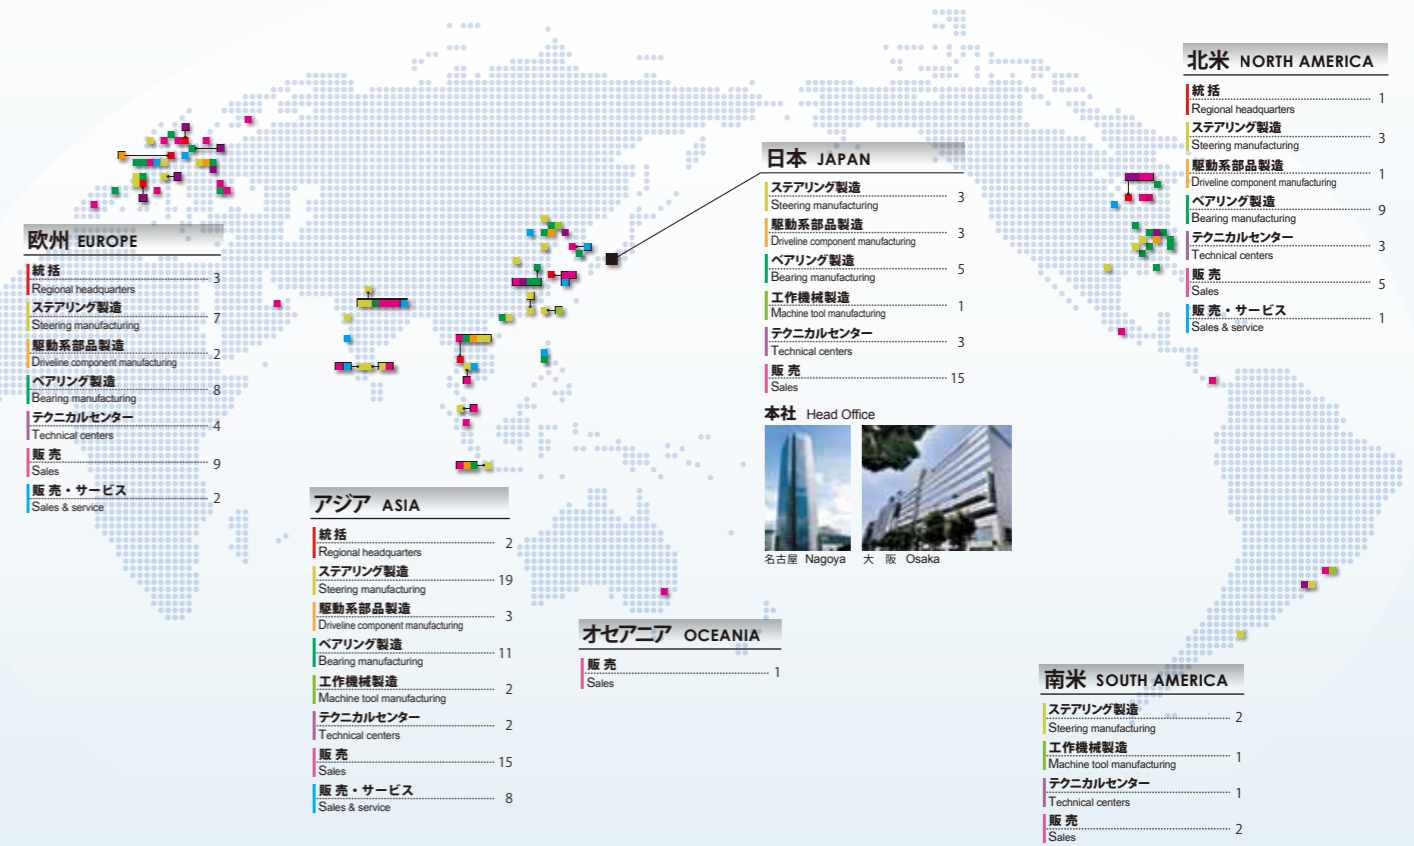 欧州 EUROPE
統 括 3
Regional headquarters
ステアリング製造 7
Steering manufacturing
駆動系部品製造 2
Driveline component manufacturing
ベアリング製造 8
Bearing manufacturing
テクニカルセンター 4
Technical centers
販 売 9
Sales
販 売・サービス 2
Sales & service
アジア ASIA
統 括 2
Regional headquarters
ステアリング製造 19
Steering manufacturing
駆動系部品製造 3
Driveline component manufacturing
ベアリング製造 11
Bearing manufacturing
工作機械製造 2
Machine tool manufacturing
テクニカルセンター 2
Technical centers
販 売 15
Sales
販 売・サービス 8
Sales & service
オセアニア OCEANIA
販 売 1
Sales
日本 JAPAN
ステアリング製造 3
Steering manufacturing
駆動系部品製造 3
Driveline component manufacturing
ベアリング製造 5
Bearing manufacturing
工作機械製造 1
Machine tool manufacturing
テクニカルセンター 3
Technical centers
販 売 15
Sales
本社 Head Office
名古屋 Nagoya
大 阪 Osaka
北米 NORTH AMERICA
統 括 1
Regional headquarters
ステアリング製造 3
Steering manufacturing
駆動系部品製造 1
Driveline component manufacturing
ベアリング製造 9
Bearing manufacturing
テクニカルセンター 3
Technical centers
販 売 5
Sales
販 売・サービス 1
Sales & service
南米 SOUTH AMERICA
ステアリング製造 2
Steering manufacturing
工作機械製造 1
Machine tool manufacturing
テクニカルセンター 1
Technical centers
販 売 2
Sales